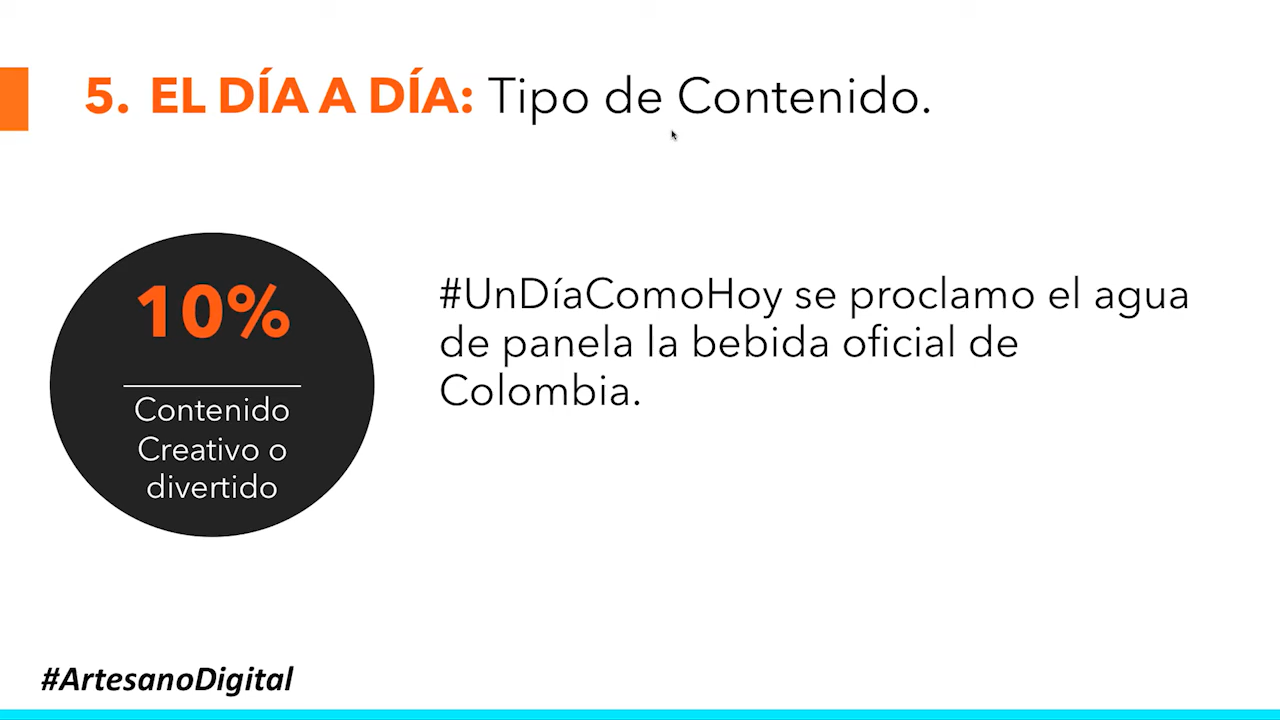 5. EL DÍA A DÍA: Tipo de Contenido.
10%
Contenido
Creativo o
divertido
#UnDíaComoHoy se proclamo el agua
de panela la bebida oficial de
Colombia.
#ArtesanoDigital